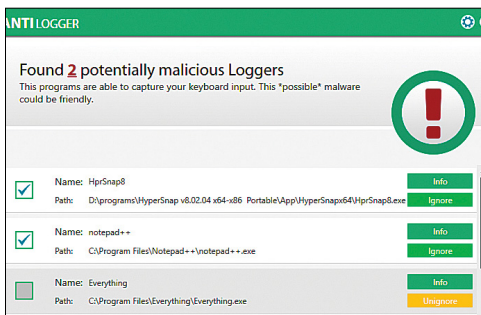 ANTI LOGGER
Found 2 potentially malicious Loggers
This programs are able to capture your keyboard input. This *possible* malware
could be friendly.
Name: HprSnap8
Info
Path: D:\programs\HyperSnap v8.02.04 x64-x86 Portable\App\HyperSnapx64\HprSnap8.exe
Ignore
Name: notepad++
Info
Path: C:\Program Files\Notepad++\notepad++.exe
Ignore
Name: Everything
Info
Path: C:\Program Files\Everything\Everything.exe
Unignore